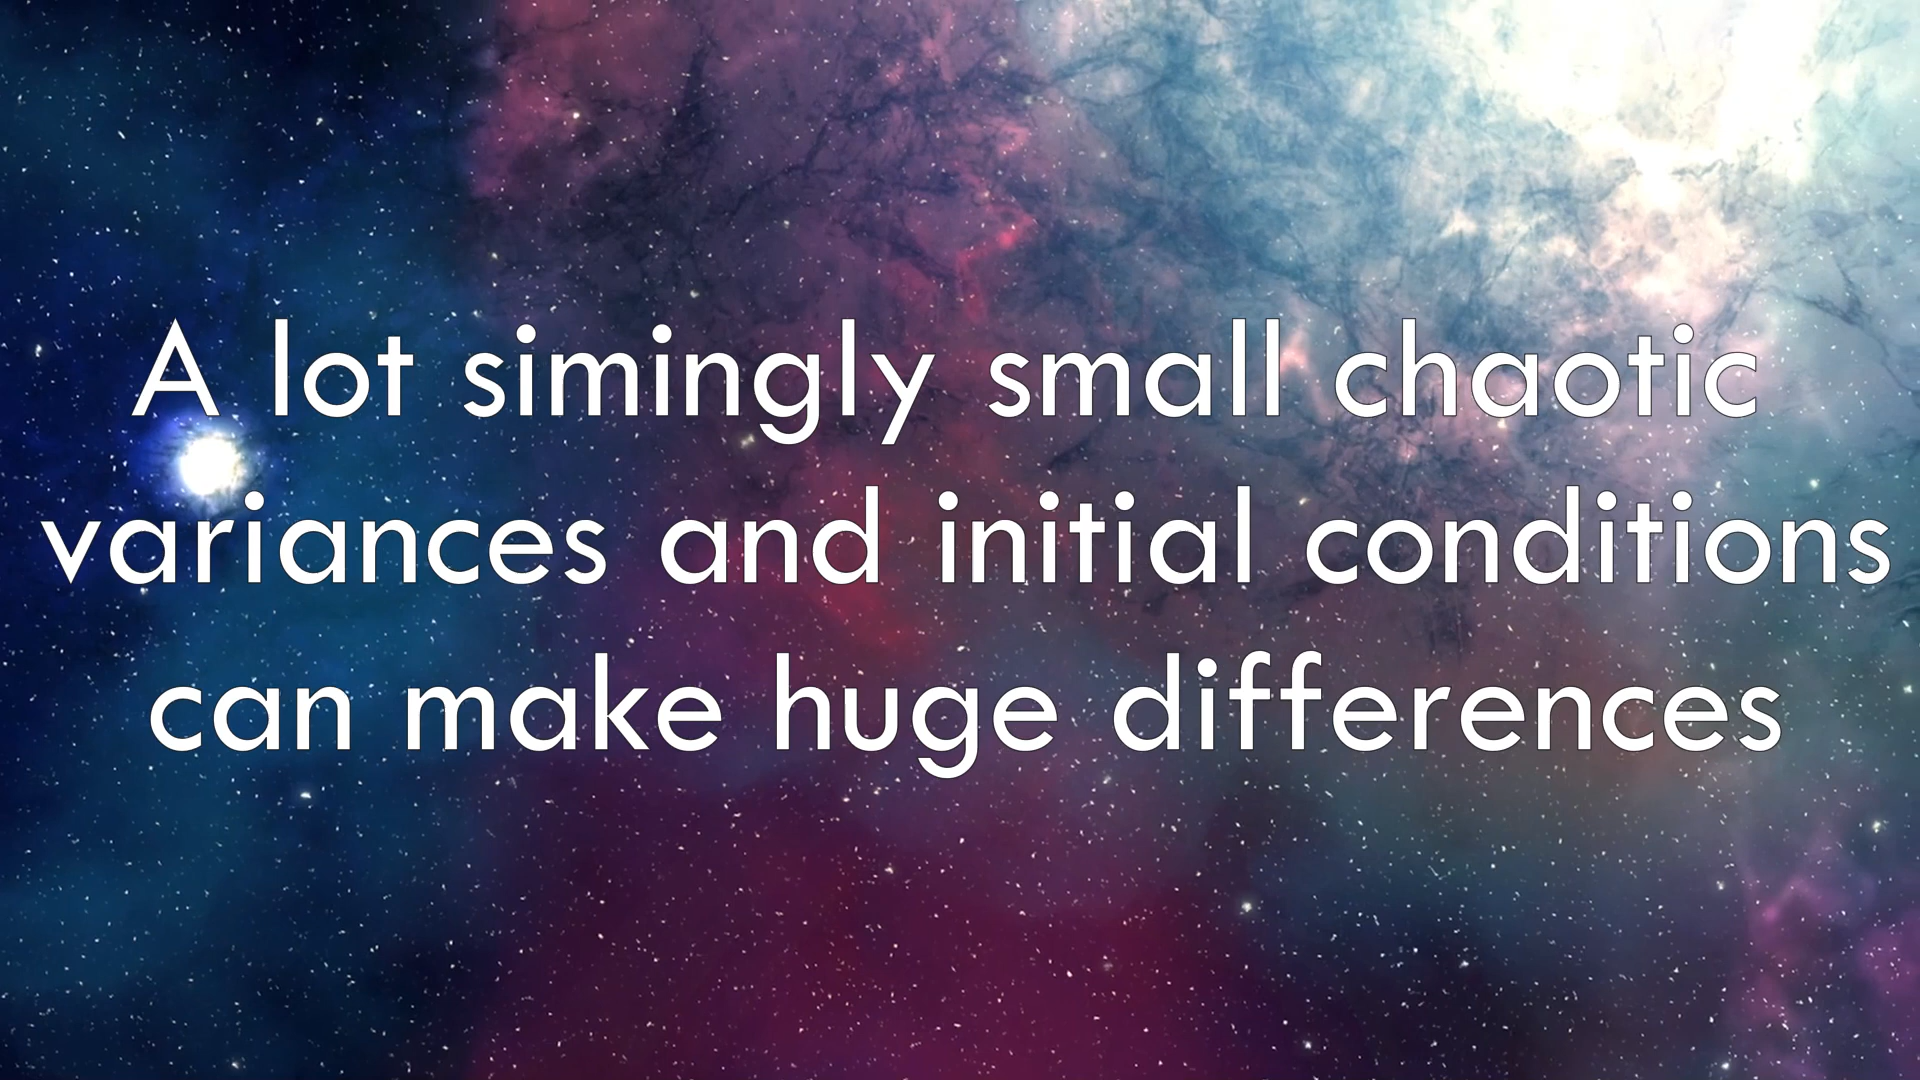 A lot simingly small chaotic
variances and initial conditions
can make huge differences